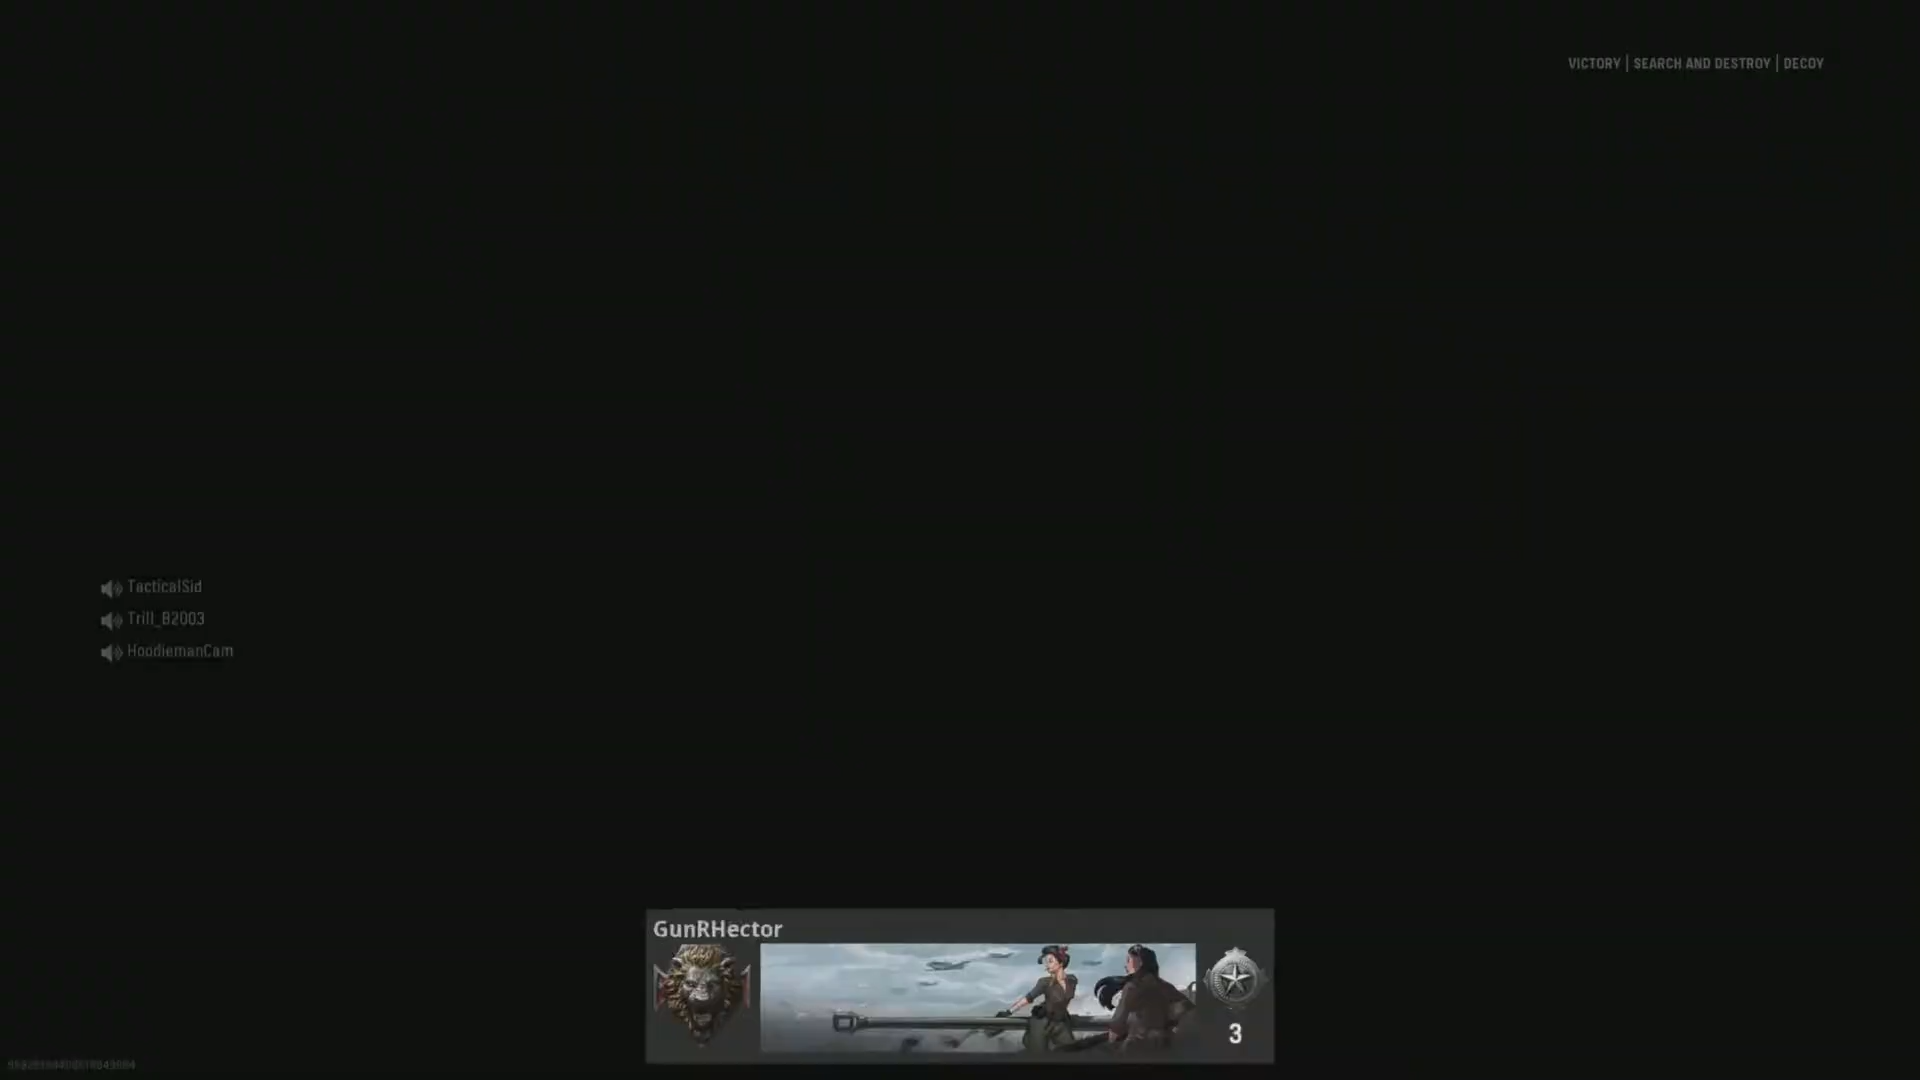 VICTORY | SEARCH AND DESTROY | DECOY
TacticalSid
Trill_B2003
HoodiemanCam
GunRHector
3